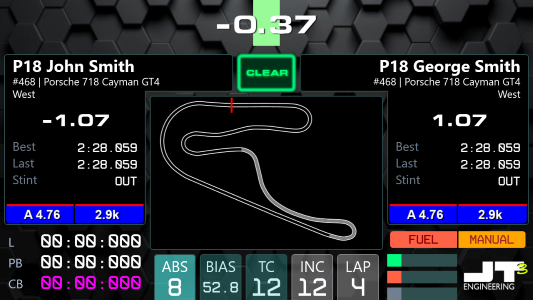 -0.37
P18 John Smith
#468 | Porsche 718 Cayman GT4
West
-1.07
Best 2:28.059
Last 2:28.059
Stint OUT
A 4.76 2.9k
CLEAR
P18 George Smith
#468 | Porsche 718 Cayman GT4
West
1.07
Best 2:28.059
Last 2:28.059
Stint OUT
A 4.76 2.9k
L 00:00:000
PB 00:00:000
CB 00:00:000
ABS BIAS TC INC LAP
8 52.8 12 12 4
FUEL MANUAL
JT3
ENGINEERING